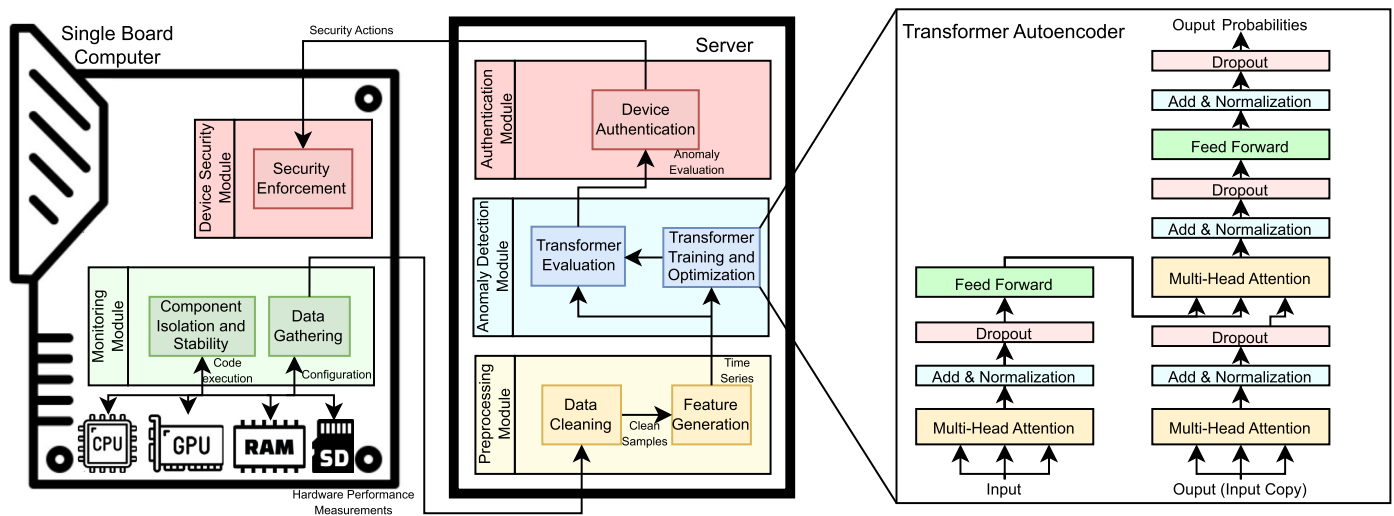 Single Board
Computer
Security Actions
Device Security
Module
Security
Enforcement
Monitoring
Module
Component
Isolation and
Stability
Data
Gathering
Code
execution
Configuration
CPU
GPU
RAM
SD
Hardware Performance
Measurements
Server
Authentication
Module
Device
Authentication
Anomaly
Evaluation
Anomaly Detection
Module
Transformer
Evaluation
Transformer
Training and
Optimization
Time
Series
Preprocessing
Module
Data
Cleaning
Clean
Samples
Feature
Generation
Transformer Autoencoder
Feed Forward
Dropout
Add & Normalization
Multi-Head Attention
Input
Ouput Probabilities
Dropout
Add & Normalization
Feed Forward
Dropout
Add & Normalization
Multi-Head Attention
Dropout
Add & Normalization
Multi-Head Attention
Ouput (Input Copy)